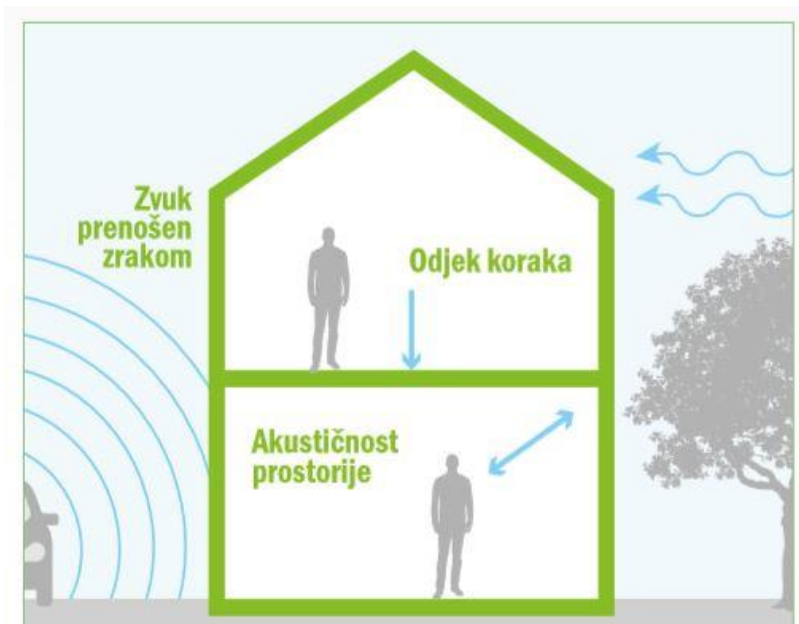 Zvuk
prenošen
zrakom
Odjek koraka
Akustičnost
prostorije